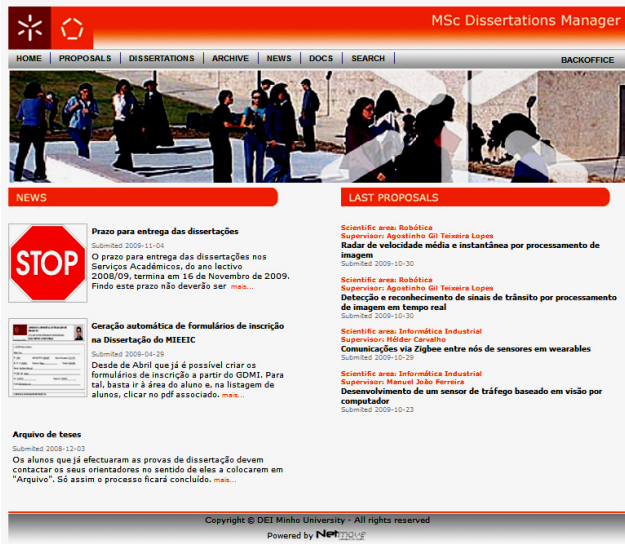 MSc Dissertations Manager
HOME PROPOSALS DISSERTATIONS ARCHIVE NEWS DOCS SEARCH BACKOFFICE
NEWS
STOP
Prazo para entrega das dissertações
Submited 2009-11-04
O prazo para entrega das dissertações nos
Serviços Académicos, do ano lectivo
2008/09, termina em 16 de Novembro de 2009.
Findo este prazo não deverão ser mais...
Geração automática de formulários de inscrição
na Dissertação do MIEEIC
Submited 2009-04-29
Desde de Abril que já é possível criar os
formulários de inscrição a partir do GDMI. Para
tal, basta ir à área do aluno e, na listagem de
alunos, clicar no pdf associado. mais...
Arquivo de teses
Submited 2008-12-03
Os alunos que já efectuaram as provas de dissertação devem
contactar os seus orientadores no sentido de eles a colocarem em
"Arquivo". Só assim o processo ficará concluído. mais...
LAST PROPOSALS
Scientific area: Robótica
Supervisor: Agostinho Gil Teixeira Lopes
Radar de velocidade média e instantânea por processamento de
imagem
Submited 2009-10-30
Scientific area: Robótica
Supervisor: Agostinho Gil Teixeira Lopes
Detecção e reconhecimento de sinais de trânsito por processamento
de imagem em tempo real
Submited 2009-10-30
Scientific area: Informática Industrial
Supervisor: Hélder Carvalho
Comunicações via Zigbee entre nós de sensores em wearables
Submited 2009-10-29
Scientific area: Informática Industrial
Supervisor: Manuel João Ferreira
Desenvolvimento de um sensor de tráfego baseado em visão por
computador
Submited 2009-10-23
Copyright © DEI Minho University - All rights reserved
Powered by Netmove